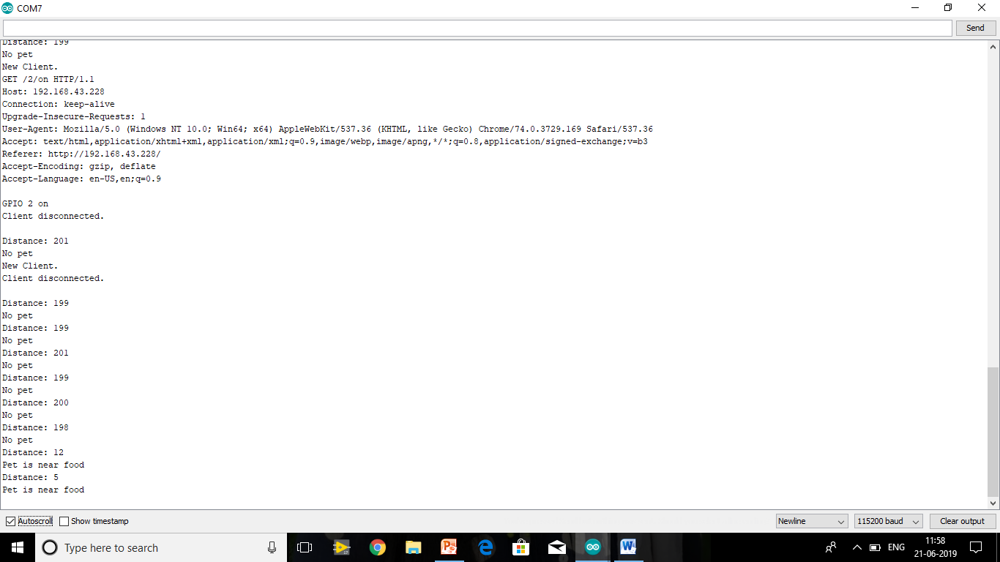 COM7
Send
Distance: 199
No pet
New Client.
GET /2/on HTTP/1.1
Host: 192.168.43.228
Connection: keep-alive
Upgrade-Insecure-Requests: 1
User-Agent: Mozilla/5.0 (Windows NT 10.0; Win64; x64) AppleWebKit/537.36 (KHTML, like Gecko) Chrome/74.0.3729.169 Safari/537.36
Accept: text/html,application/xhtml+xml,application/xml;q=0.9,image/webp,image/apng,*/*;q=0.8,application/signed-exchange;v=b3
Referer: http://192.168.43.228/
Accept-Encoding: gzip, deflate
Accept-Language: en-US,en;q=0.9
GPIO 2 on
Client disconnected.
Distance: 201
No pet
New Client.
Client disconnected.
Distance: 199
No pet
Distance: 199
No pet
Distance: 201
No pet
Distance: 199
No pet
Distance: 200
No pet
Distance: 198
No pet
Distance: 12
Pet is near food
Distance: 5
Pet is near food
Autoscroll Show timestamp Newline 115200 baud Clear output
Type here to search ENG 11:58
21-06-2019